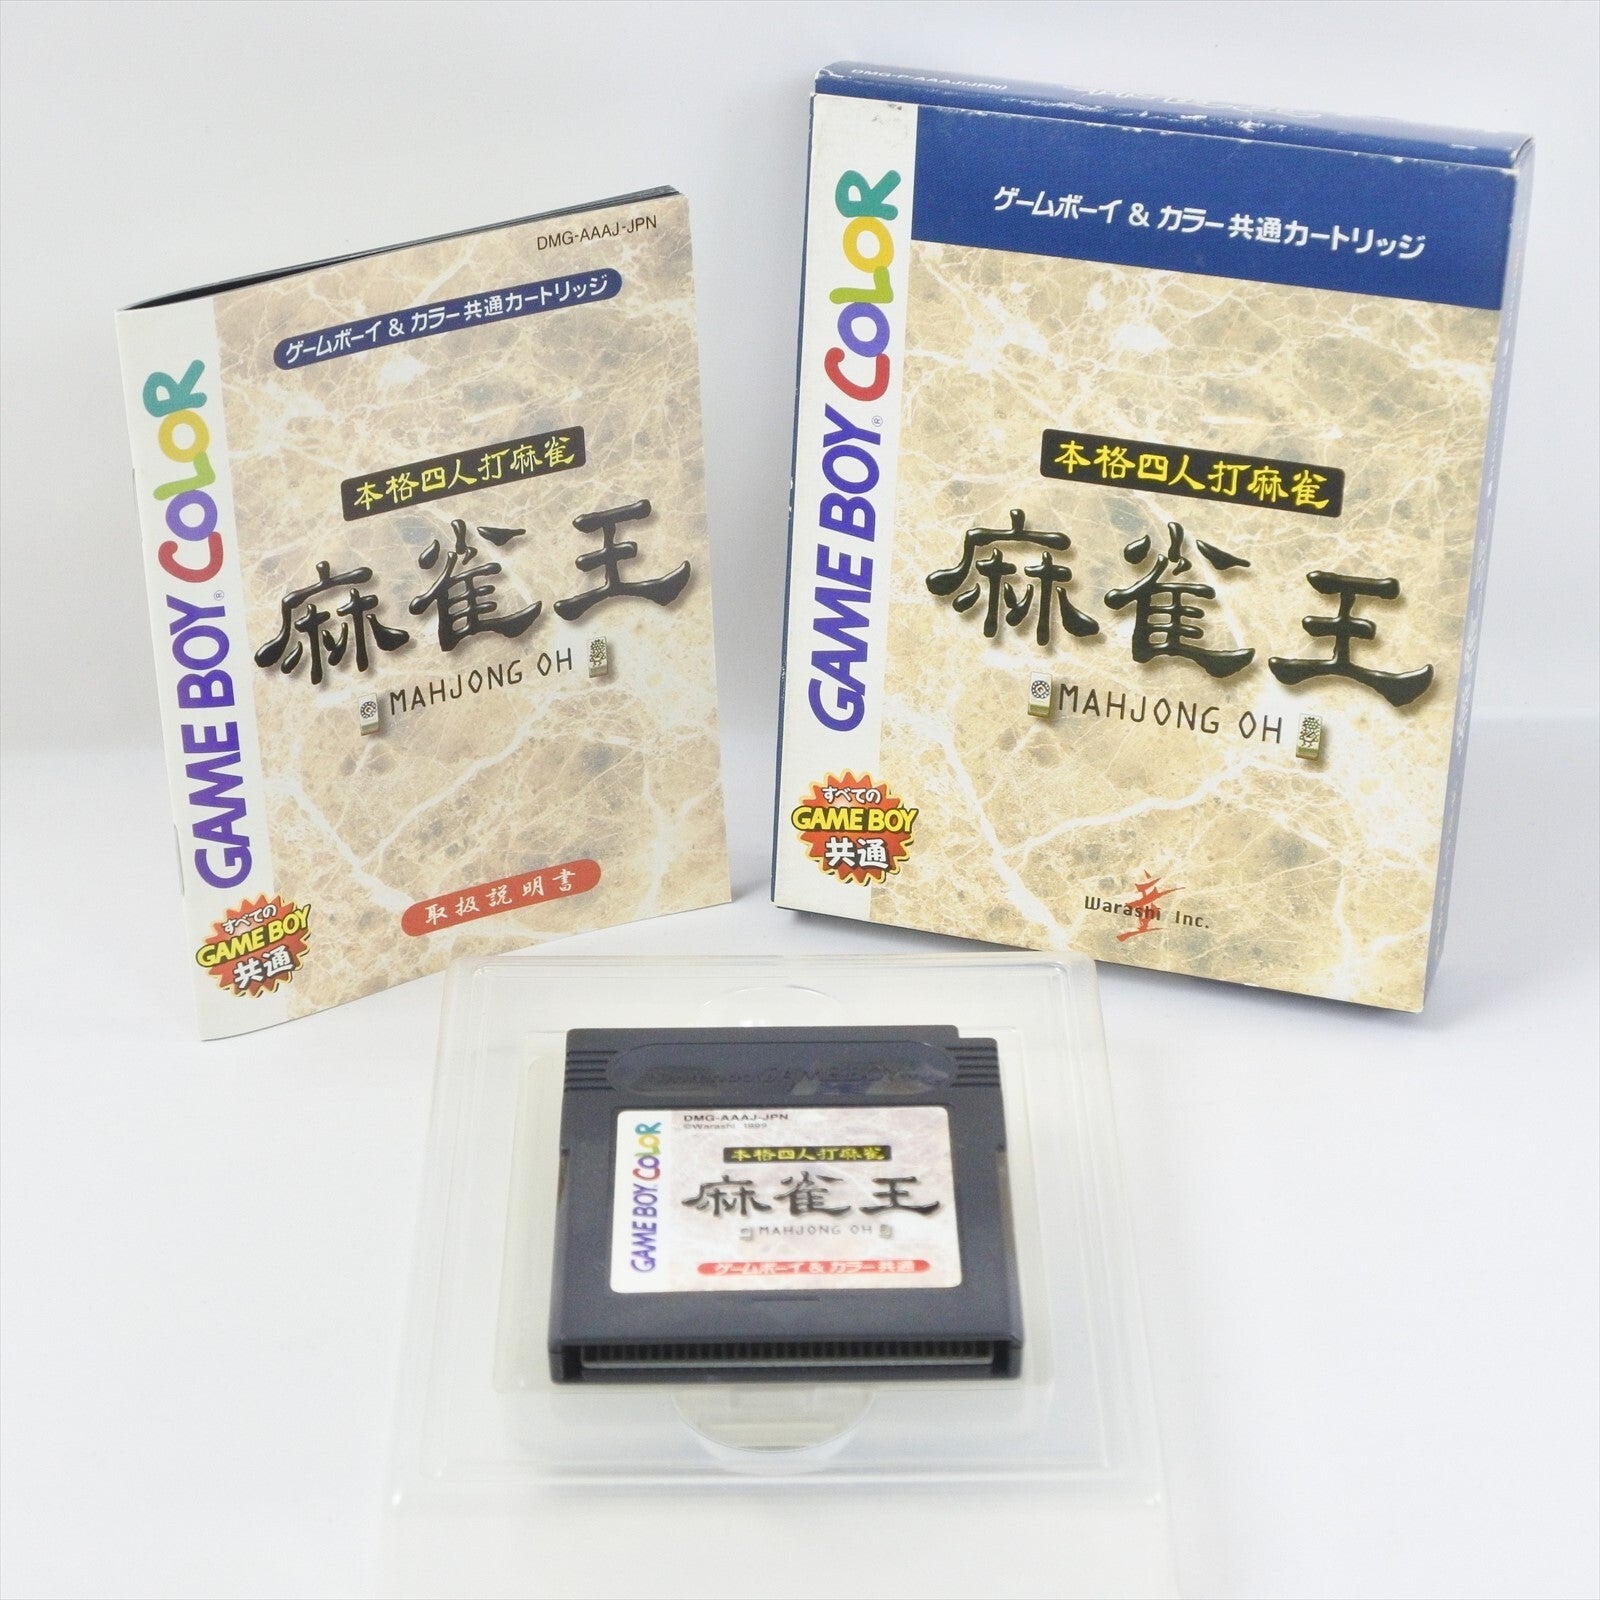 DMG-AAAJ-JPN
ゲームボーイ & カラー共通カートリッジ
GAME BOY COLOR
本格四人打麻雀
麻雀王
MAHJONG OH
取扱説明書
すべての
GAME BOY
共通
DMG-P-AAAJ(JPN)
ゲームボーイ & カラー共通カートリッジ
GAME BOY COLOR
本格四人打麻雀
麻雀王
MAHJONG OH
すべての
GAME BOY
共通
Warashi Inc.
DMG-AAAJ-JPN
©Warashi 1999
GAME BOY COLOR
本格四人打麻雀
麻雀王
MAHJONG OH
ゲームボーイ & カラー共通